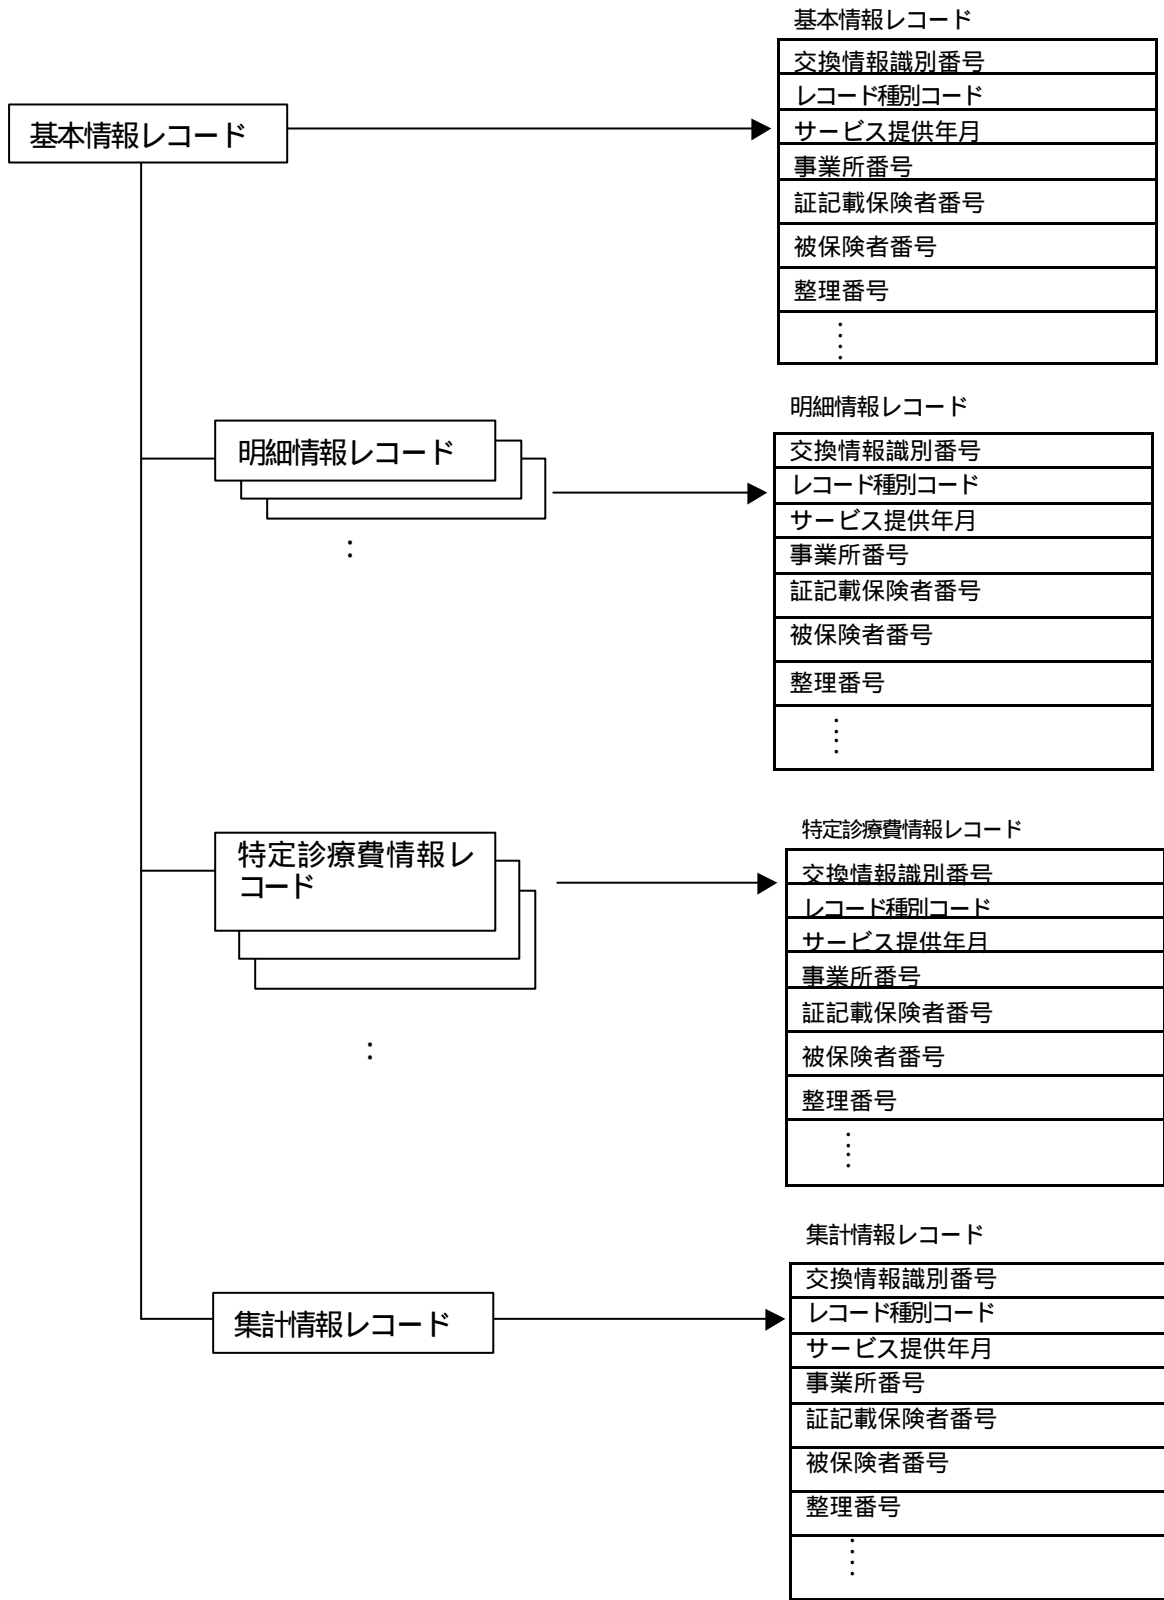 基本情報レコード
交換情報識別番号
レコード種別コード
基本情報レコード
サービス提供年月
事業所番号
証記載保険者番号
被保険者番号
整理番号
⋮
明細情報レコード
明細情報レコード
交換情報識別番号
レコード種別コード
サービス提供年月
:
事業所番号
証記載保険者番号
被保険者番号
整理番号
⋮
特定診療費情報レコード
特定診療費情報レ
コード
交換情報識別番号
レコード種別コード
サービス提供年月
事業所番号
証記載保険者番号
:
被保険者番号
整理番号
⋮
集計情報レコード
交換情報識別番号
レコード種別コード
集計情報レコード
サービス提供年月
事業所番号
証記載保険者番号
被保険者番号
整理番号
⋮